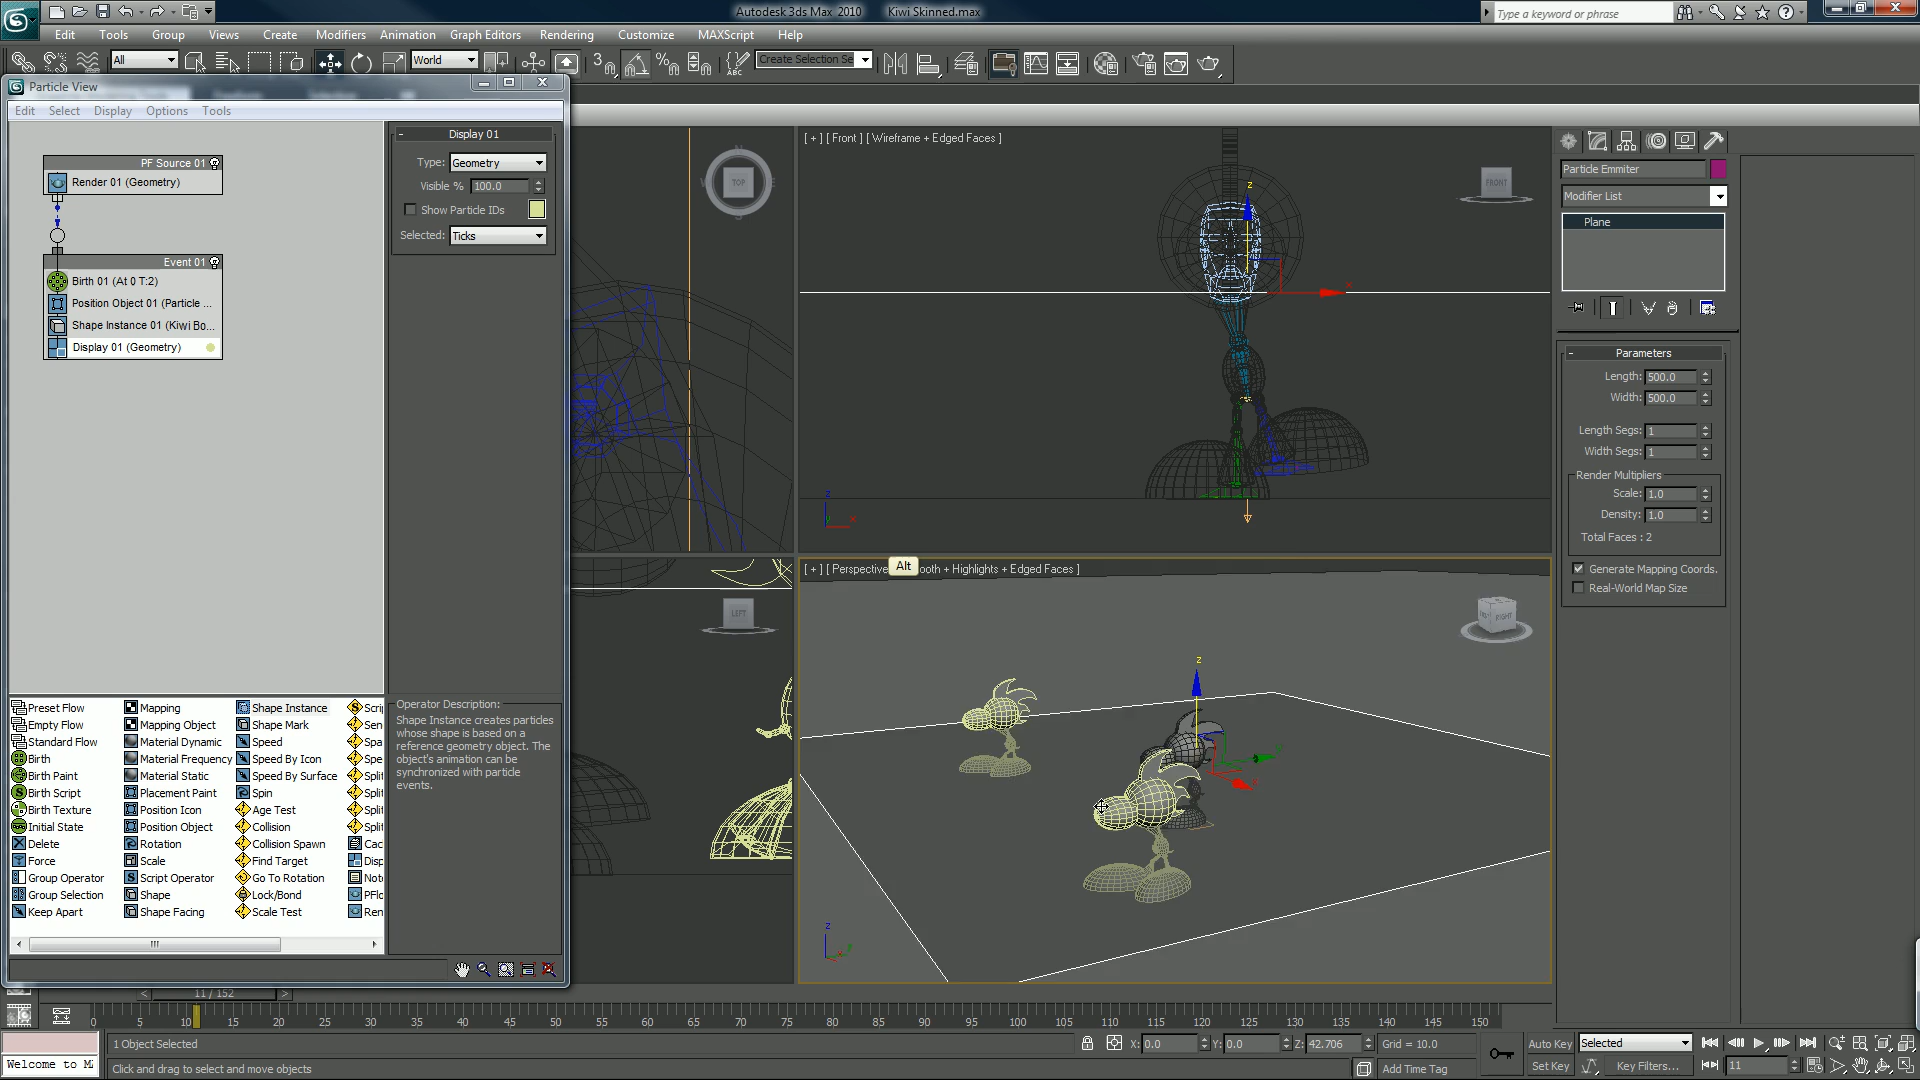 Autodesk 3ds Max 2010 Kiwi Skinned.max
Type a keyword or phrase
Edit Tools Group Views Create Modifiers Animation Graph Editors Rendering Customize MAXScript Help
All World Create Selection Se
Particle View
Edit Select Display Options Tools
PF Source 01
Render 01 (Geometry)
Event 01
Birth 01 (At 0 T:2)
Position Object 01 (Particle ...
Shape Instance 01 (Kiwi Bo...
Display 01 (Geometry)
Display 01
Type: Geometry
Visible % 100.0
Show Particle IDs
Selected: Ticks
TOP
[ + ] [ Front ] [ Wireframe + Edged Faces ]
FRONT
LEFT
[ + ] [ Perspective ooth + Highlights + Edged Faces ]
Alt
RIGHT
Particle Emmiter
Modifier List
Plane
Parameters
Length: 500.0
Width: 500.0
Length Segs: 1
Width Segs: 1
Render Multipliers
Scale: 1.0
Density: 1.0
Total Faces : 2
Generate Mapping Coords.
Real-World Map Size
Preset Flow Mapping Shape Instance Scri
Empty Flow Mapping Object Shape Mark Sen
Standard Flow Material Dynamic Speed Spa
Birth Material Frequency Speed By Icon Spe
Birth Paint Material Static Speed By Surface Split
Birth Script Placement Paint Spin Split
Birth Texture Position Icon Age Test Split
Initial State Position Object Collision Split
Delete Rotation Collision Spawn Cac
Force Scale Find Target Disp
Group Operator Script Operator Go To Rotation Not
Group Selection Shape Lock/Bond PFlo
Keep Apart Shape Facing Scale Test Ren
Operator Description:
Shape Instance creates particles
whose shape is based on a
reference geometry object. The
object's animation can be
synchronized with particle
events.
11 / 152
0 5 10 15 20 25 30 35 40 45 50 55 60 65 70 75 80 85 90 95 100 105 110 115 120 125 130 135 140 145 150
1 Object Selected X: 0.0 Y: 0.0 Z: 42.706 Grid = 10.0 Auto Key Selected
Welcome to M Click and drag to select and move objects Add Time Tag Set Key Key Filters... 11